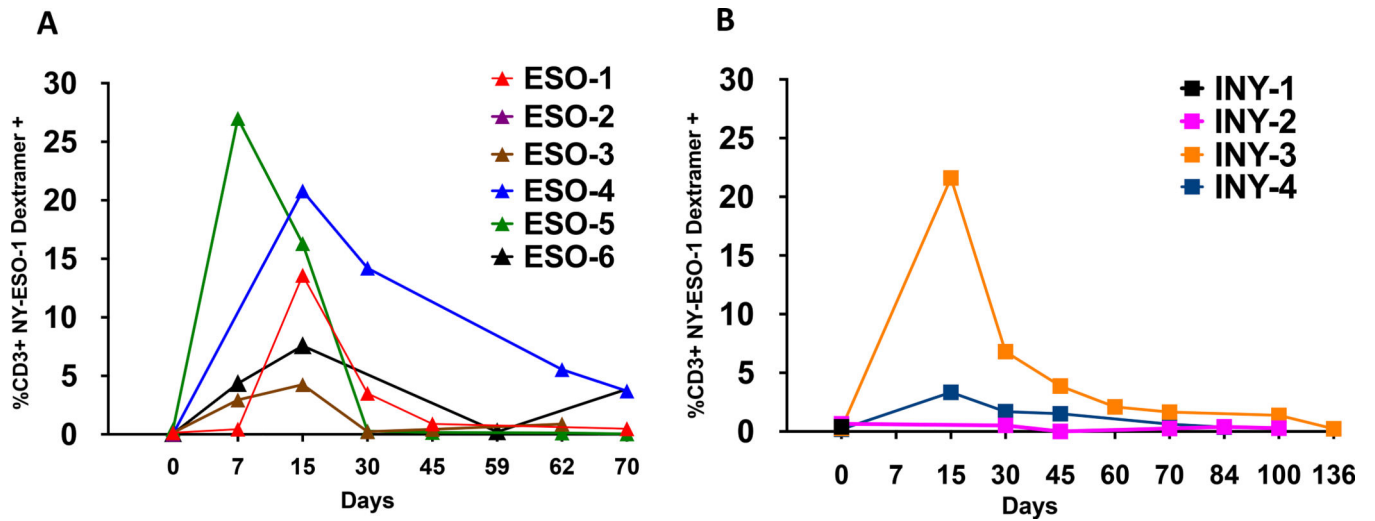 A
%CD3+ NY-ESO-1 Dextramer +
30
25
20
15
10
5
0
ESO-1
ESO-2
ESO-3
ESO-4
ESO-5
ESO-6
0 7 15 30 45 59 62 70
Days
B
%CD3+ NY-ESO-1 Dextramer +
30
25
20
15
10
5
0
INY-1
INY-2
INY-3
INY-4
0 7 15 30 45 60 70 84 100 136
Days